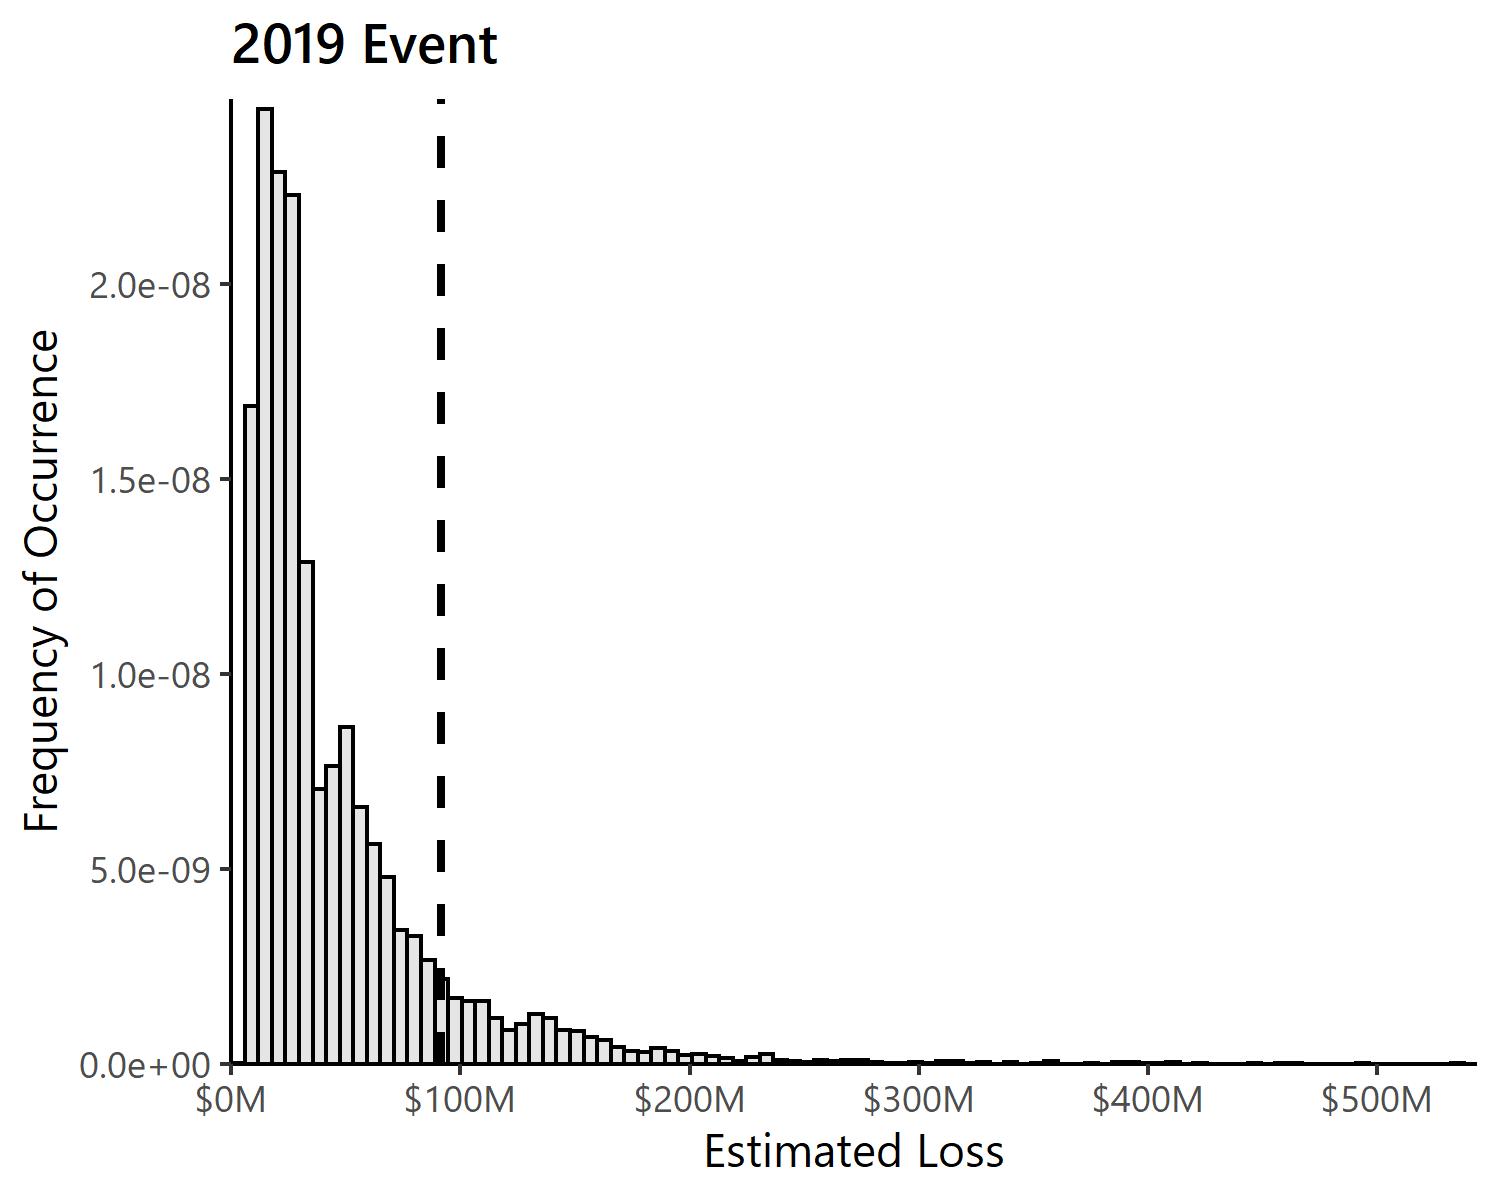 2019 Event
Frequency of Occurrence
2.0e-08
1.5e-08
1.0e-08
5.0e-09
0.0e+00
$0M $100M $200M $300M $400M $500M
Estimated Loss